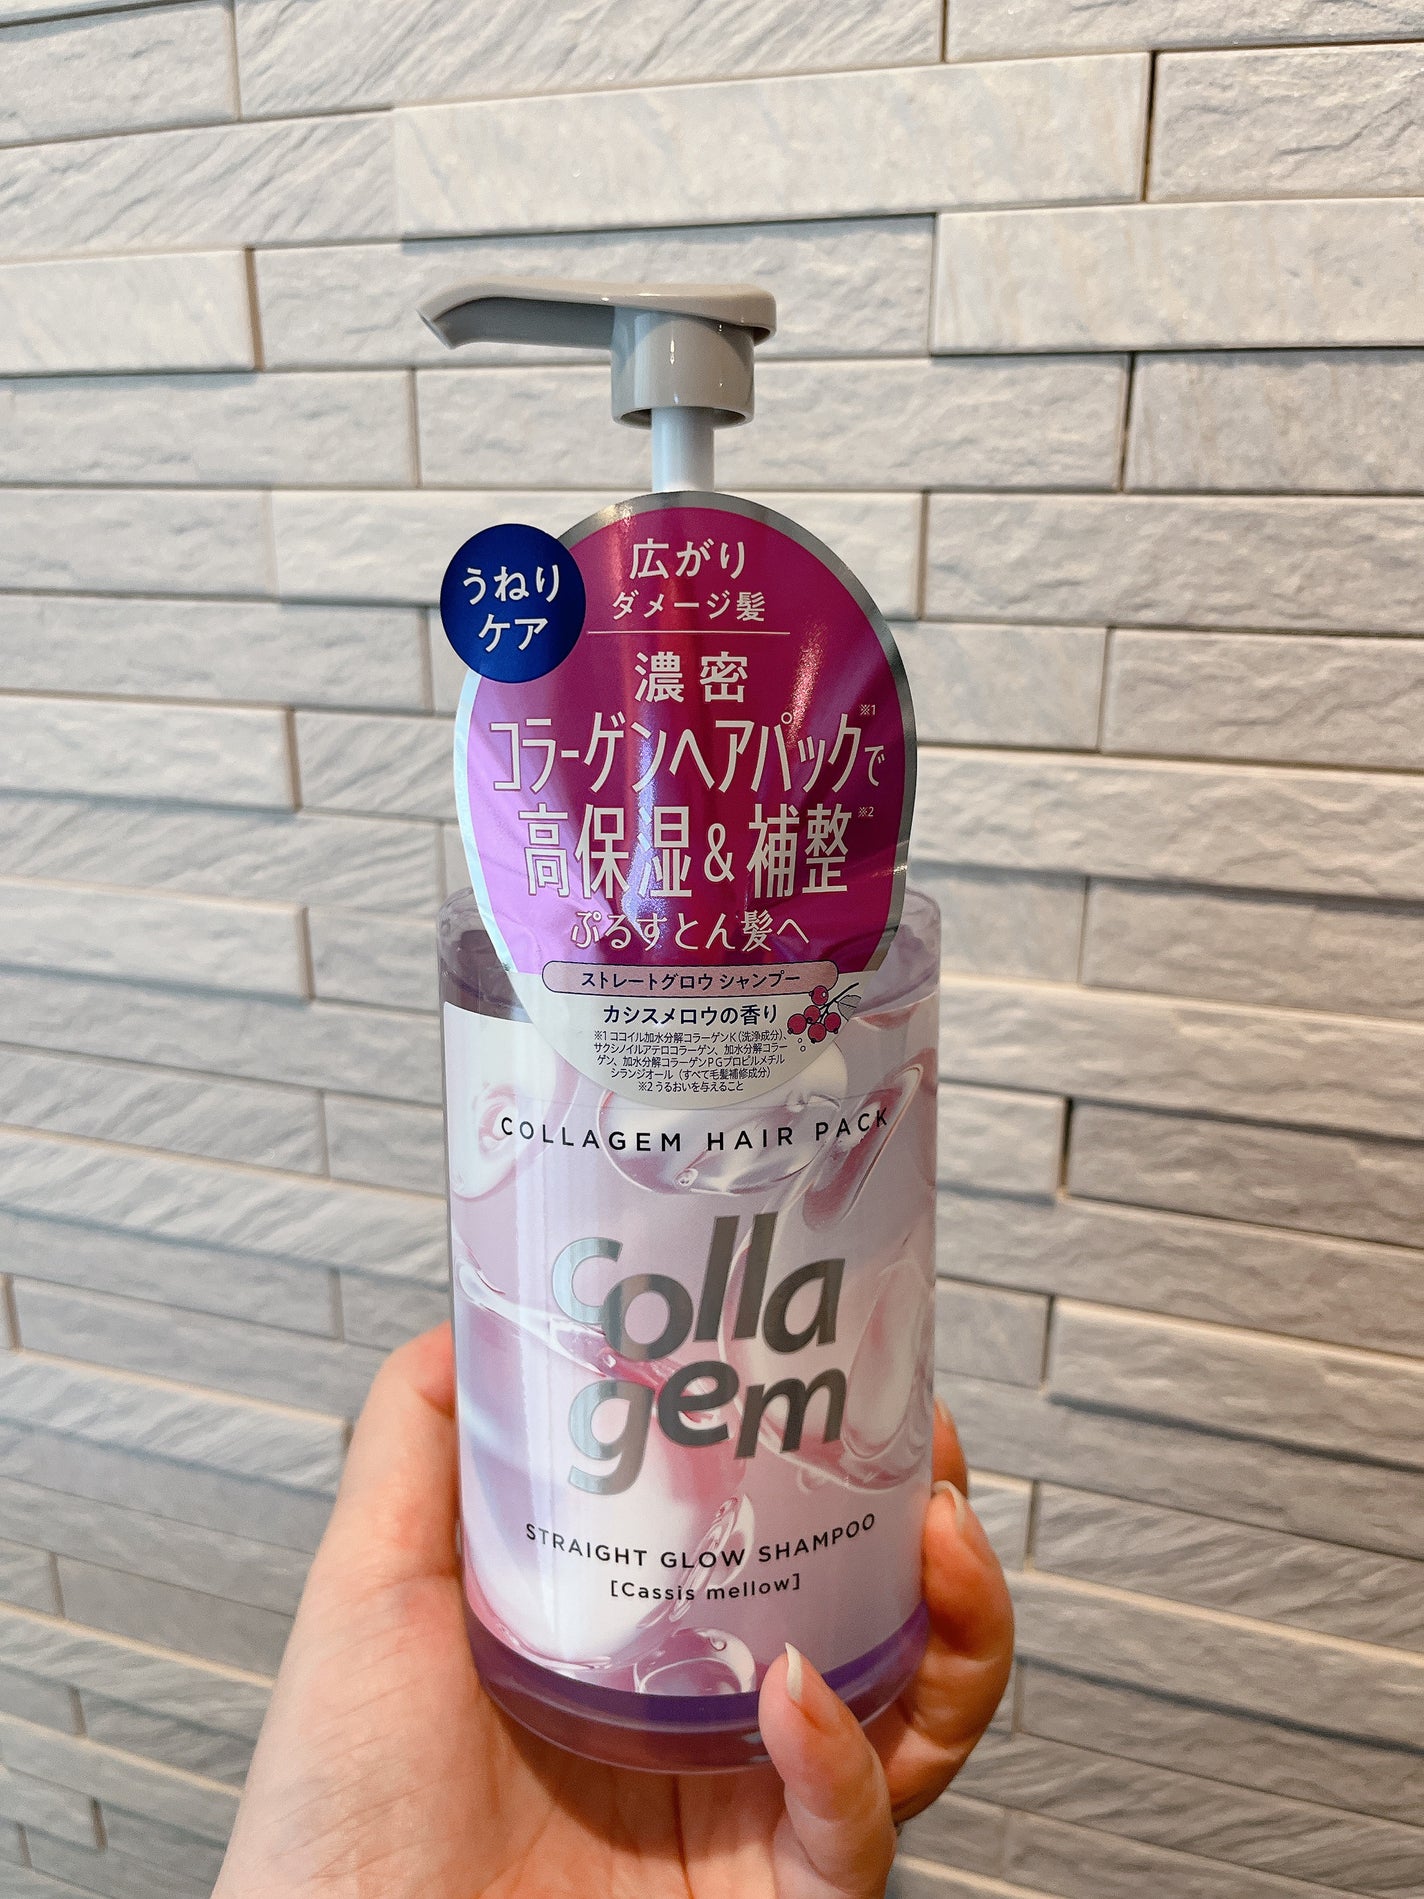 うねり
ケア
広がり
ダメージ髪
濃密
コラーゲンヘアパック※1で
高保湿&補整※2
ぷるすとん髪へ
ストレートグロウ シャンプー
カシスメロウの香り
※1 ココイル加水分解コラーゲンK(洗浄成分)、
サクシノイルアテロコラーゲン、加水分解コラー
ゲン、加水分解コラーゲンPGプロピルメチル
シランジオール(すべて毛髪補修成分)
※2 うるおいを与えること
COLLAGEM HAIR PACK
colla
gem
STRAIGHT GLOW SHAMPOO
[Cassis mellow]